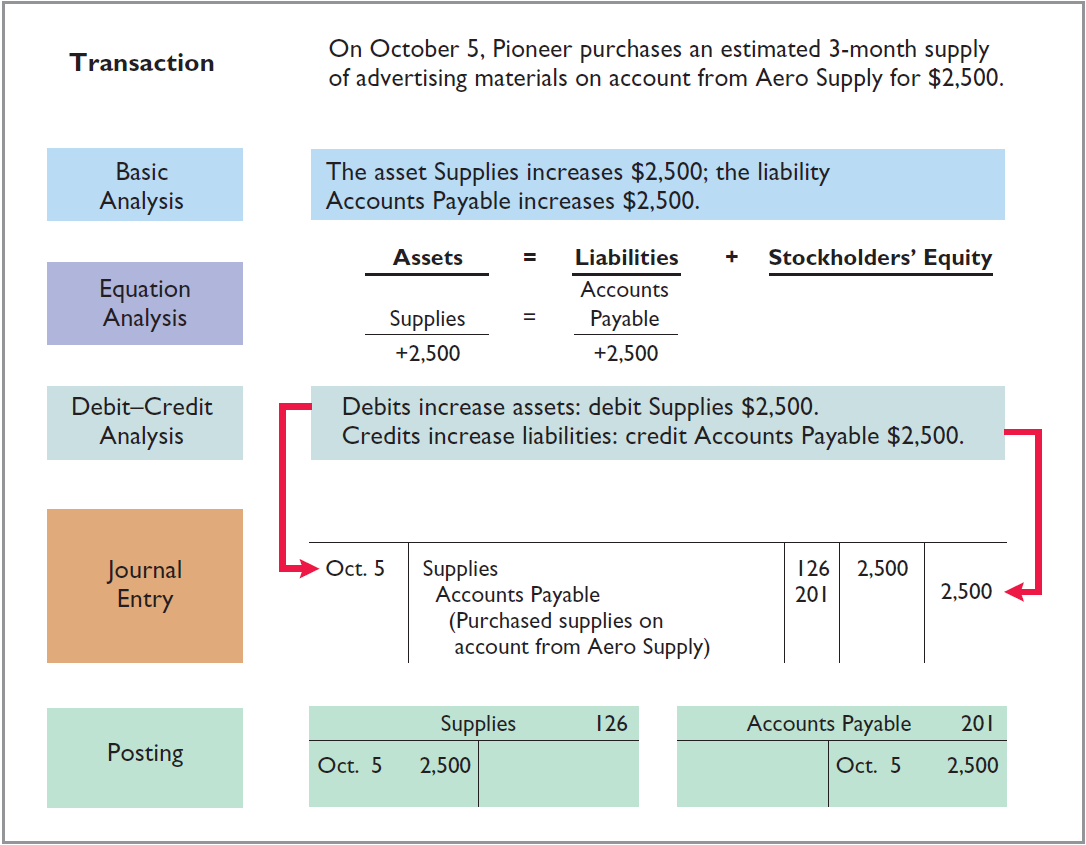 Transaction
On October 5, Pioneer purchases an estimated 3-month supply
of advertising materials on account from Aero Supply for $2,500.
Basic
Analysis
The asset Supplies increases $2,500; the liability
Accounts Payable increases $2,500.
Equation
Analysis
Assets = Liabilities + Stockholders’ Equity
Accounts
Supplies = Payable
+2,500 +2,500
Debit–Credit
Analysis
Debits increase assets: debit Supplies $2,500.
Credits increase liabilities: credit Accounts Payable $2,500.
Journal
Entry
Oct. 5 Supplies 126 2,500
Accounts Payable 201 2,500
(Purchased supplies on
account from Aero Supply)
Posting
Supplies 126
Oct. 5 2,500
Accounts Payable 201
Oct. 5 2,500